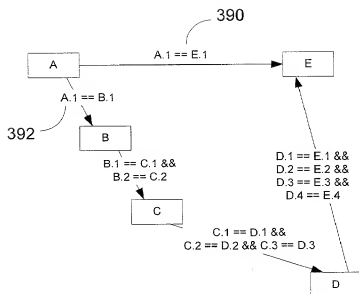 390
A.1 == E.1
A
E
A.1 == B.1
392
B
B.1 == C.1 &&
B.2 == C.2
C
D.1 == E.1 &&
D.2 == E.2 &&
D.3 == E.3 &&
D.4 == E.4
C.1 == D.1 &&
C.2 == D.2 && C.3 == D.3
D